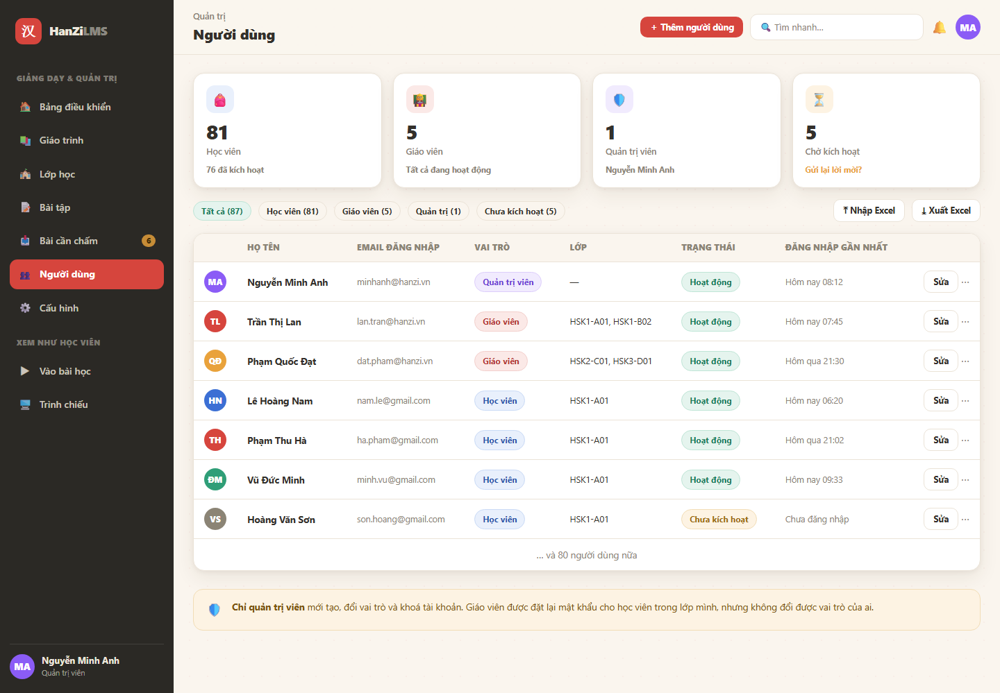 汉 HanZiLMS
GIẢNG DẠY & QUẢN TRỊ
Bảng điều khiển
Giáo trình
Lớp học
Bài tập
Bài cần chấm 6
Người dùng
Cấu hình
XEM NHƯ HỌC VIÊN
Vào bài học
Trình chiếu
MA Nguyễn Minh Anh
Quản trị viên
Quản trị
Người dùng
+ Thêm người dùng
Tìm nhanh...
MA
81
Học viên
76 đã kích hoạt
5
Giáo viên
Tất cả đang hoạt động
1
Quản trị viên
Nguyễn Minh Anh
5
Chờ kích hoạt
Gửi lại lời mời?
Tất cả (87) Học viên (81) Giáo viên (5) Quản trị (1) Chưa kích hoạt (5)
⤒ Nhập Excel ⤓ Xuất Excel
HỌ TÊN EMAIL ĐĂNG NHẬP VAI TRÒ LỚP TRẠNG THÁI ĐĂNG NHẬP GẦN NHẤT
MA Nguyễn Minh Anh minhanh@hanzi.vn Quản trị viên — Hoạt động Hôm nay 08:12 Sửa ⋯
TL Trần Thị Lan lan.tran@hanzi.vn Giáo viên HSK1-A01, HSK1-B02 Hoạt động Hôm nay 07:45 Sửa ⋯
QĐ Phạm Quốc Đạt dat.pham@hanzi.vn Giáo viên HSK2-C01, HSK3-D01 Hoạt động Hôm qua 21:30 Sửa ⋯
HN Lê Hoàng Nam nam.le@gmail.com Học viên HSK1-A01 Hoạt động Hôm nay 06:20 Sửa ⋯
TH Phạm Thu Hà ha.pham@gmail.com Học viên HSK1-A01 Hoạt động Hôm qua 21:02 Sửa ⋯
ĐM Vũ Đức Minh minh.vu@gmail.com Học viên HSK1-A01 Hoạt động Hôm nay 09:33 Sửa ⋯
VS Hoàng Văn Sơn son.hoang@gmail.com Học viên HSK1-A01 Chưa kích hoạt Chưa đăng nhập Sửa ⋯
... và 80 người dùng nữa
Chỉ quản trị viên mới tạo, đổi vai trò và khoá tài khoản. Giáo viên được đặt lại mật khẩu cho học viên trong lớp mình, nhưng không đổi được vai trò của ai.